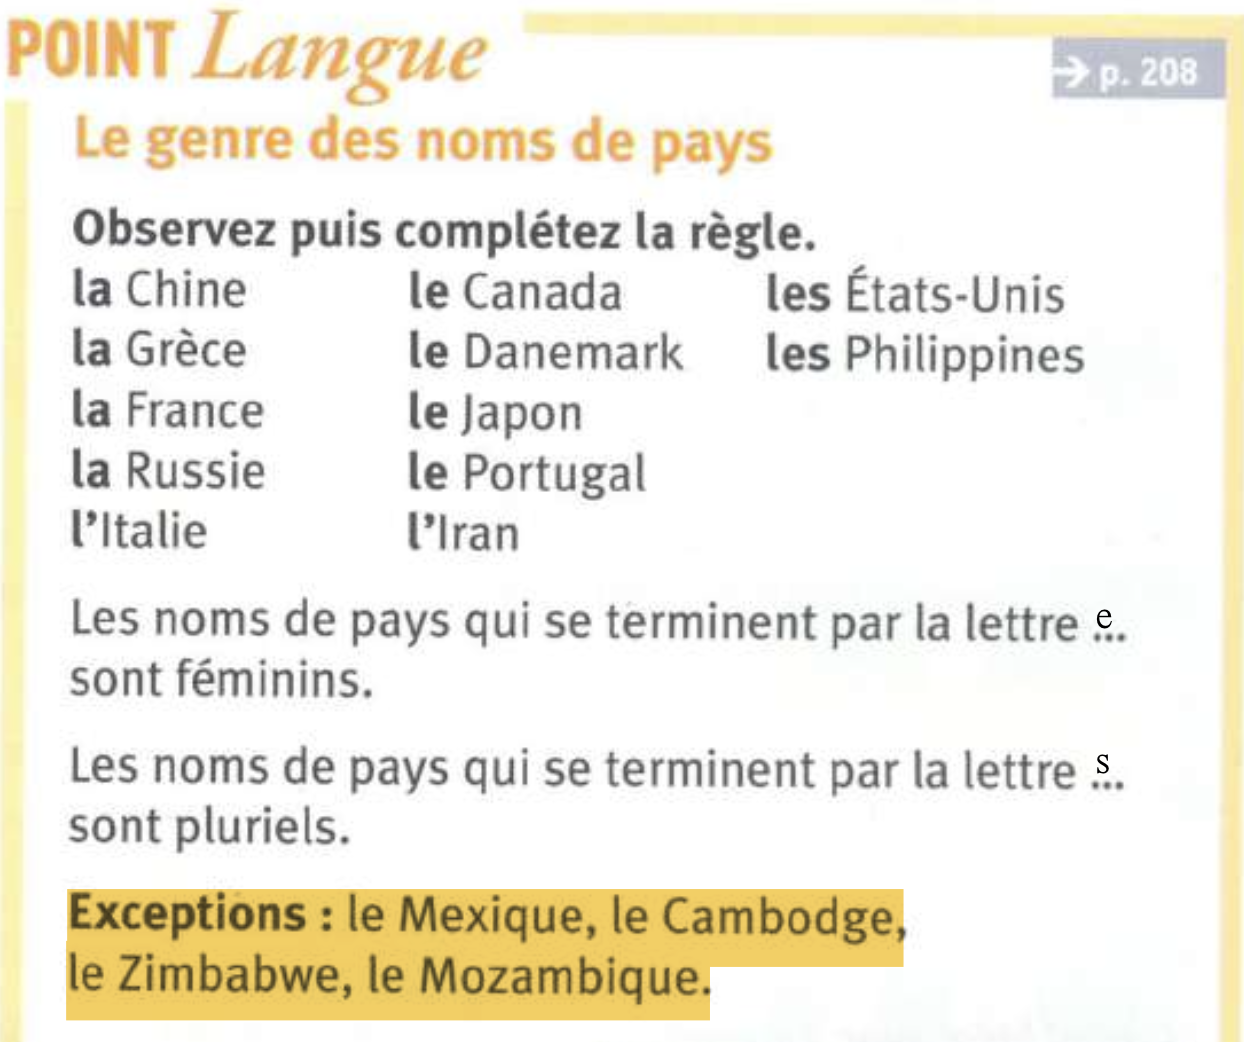 POINT Langue
→ p. 208
Le genre des noms de pays
Observez puis complétez la règle.
la Chine le Canada les États-Unis
la Grèce le Danemark les Philippines
la France le Japon
la Russie le Portugal
l'Italie l'Iran
Les noms de pays qui se terminent par la lettre e...
sont féminins.
Les noms de pays qui se terminent par la lettre s...
sont pluriels.
Exceptions : le Mexique, le Cambodge,
le Zimbabwe, le Mozambique.